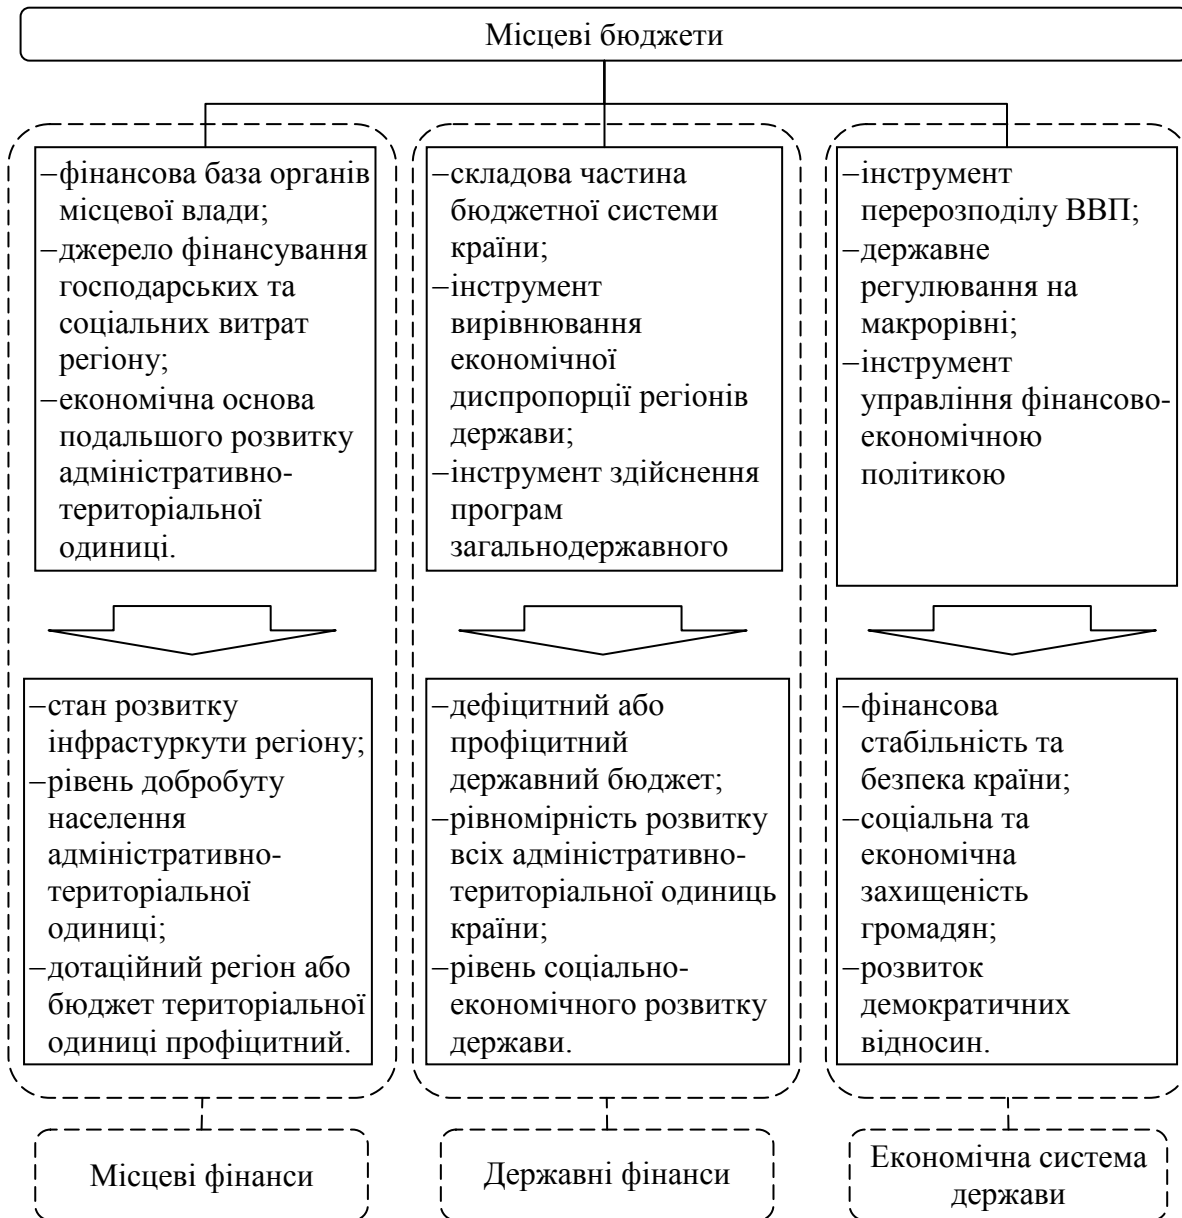 Місцеві бюджети
–фінансова база органів
місцевої влади;
–джерело фінансування
господарських та
соціальних витрат
регіону;
–економічна основа
подальшого розвитку
адміністративно-
територіальної
одиниці.
–складова частина
бюджетної системи
країни;
–інструмент
вирівнювання
економічної
диспропорції регіонів
держави;
–інструмент здійснення
програм
загальнодержавного
–інструмент
перерозподілу ВВП;
–державне
регулювання на
макрорівні;
–інструмент
управління фінансово-
економічною
політикою
–стан розвитку
інфрастуркути регіону;
–рівень добробуту
населення
адміністративно-
територіальної
одиниці;
–дотаційний регіон або
бюджет територіальної
одиниці профіцитний.
–дефіцитний або
профіцитний
державний бюджет;
–рівномірність розвитку
всіх адміністративно-
територіальної одиниць
країни;
–рівень соціально-
економічного розвитку
держави.
–фінансова
стабільність та
безпека країни;
–соціальна та
економічна
захищеність
громадян;
–розвиток
демократичних
відносин.
Місцеві фінанси
Державні фінанси
Економічна система
держави